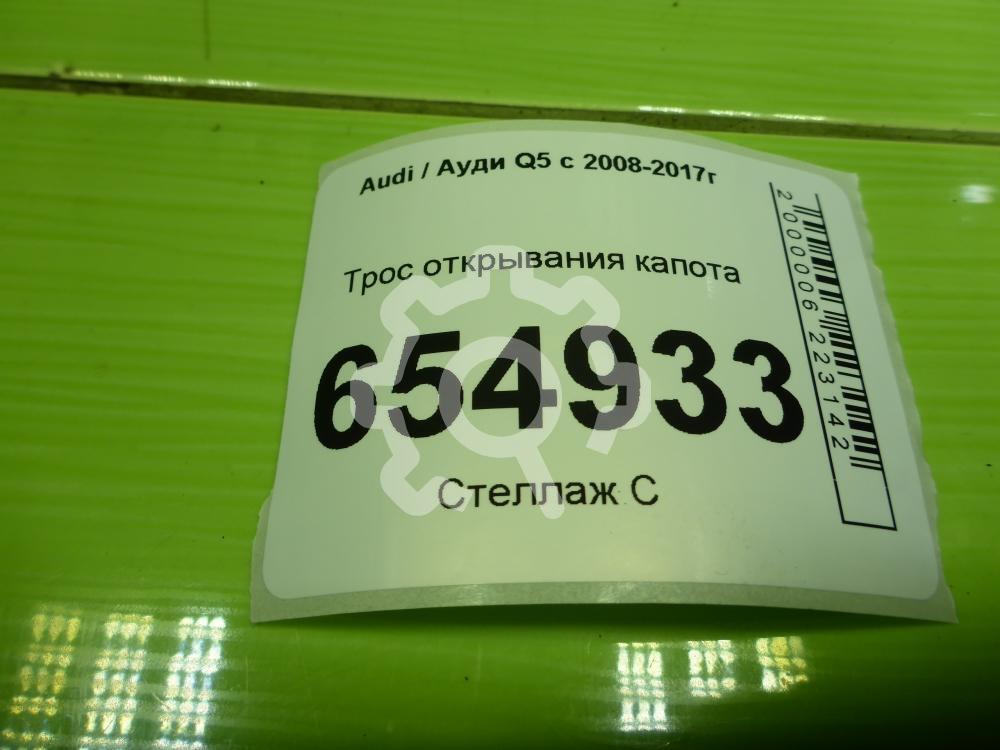 Audi / Ауди Q5 с 2008-2017г
Трос открывания капота
654933
Стеллаж С
2000006223142